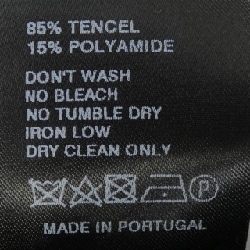 85% TENCEL
15% POLYAMIDE
DON'T WASH
NO BLEACH
NO TUMBLE DRY
IRON LOW
DRY CLEAN ONLY
P
MADE IN PORTUGAL